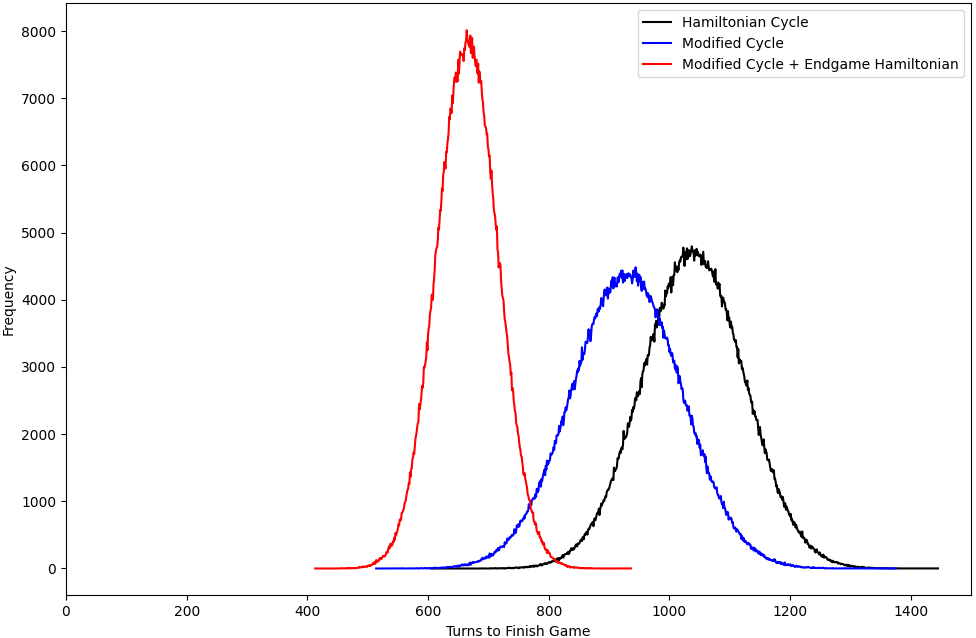 8000
7000
6000
5000
4000
3000
2000
1000
0
Frequency
Hamiltonian Cycle
Modified Cycle
Modified Cycle + Endgame Hamiltonian
0 200 400 600 800 1000 1200 1400
Turns to Finish Game